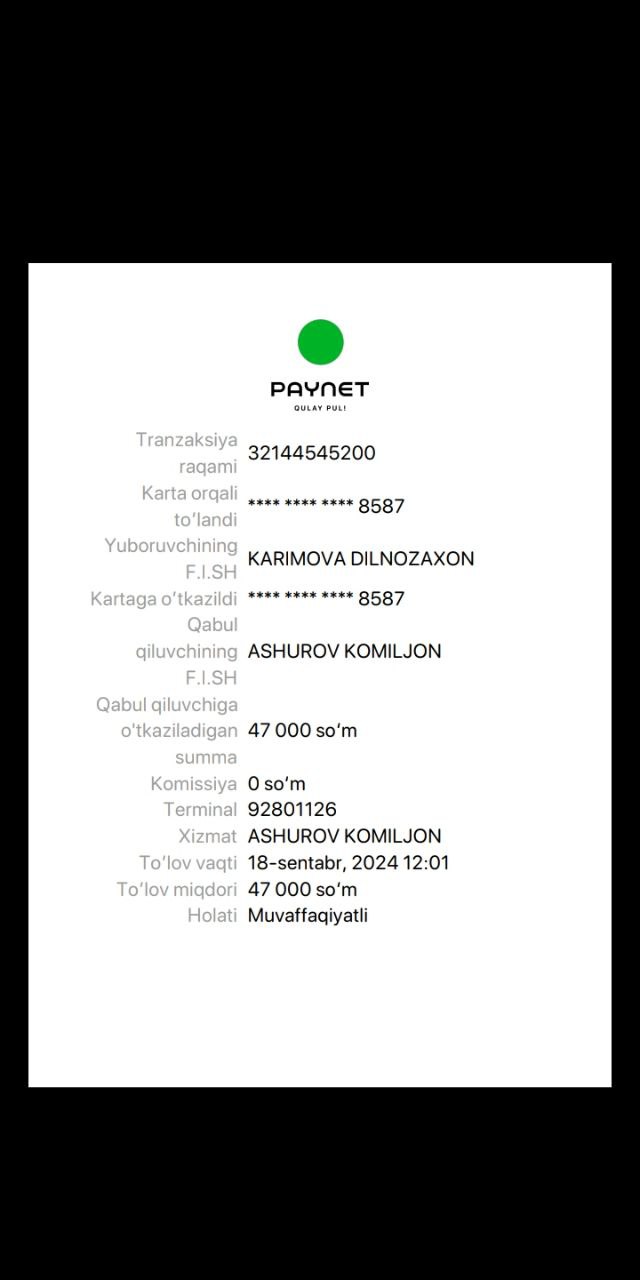 PAYNET
QULAY PUL!
Tranzaksiya
raqami
32144545200
Karta orqali
to‘landi
**** **** **** 8587
Yuboruvchining
F.I.SH
KARIMOVA DILNOZAXON
Kartaga o‘tkazildi
**** **** **** 8587
Qabul
qiluvchining
F.I.SH
ASHUROV KOMILJON
Qabul qiluvchiga
o'tkaziladigan
summa
47 000 so‘m
Komissiya
0 so‘m
Terminal
92801126
Xizmat
ASHUROV KOMILJON
To‘lov vaqti
18-sentabr, 2024 12:01
To‘lov miqdori
47 000 so‘m
Holati
Muvaffaqiyatli